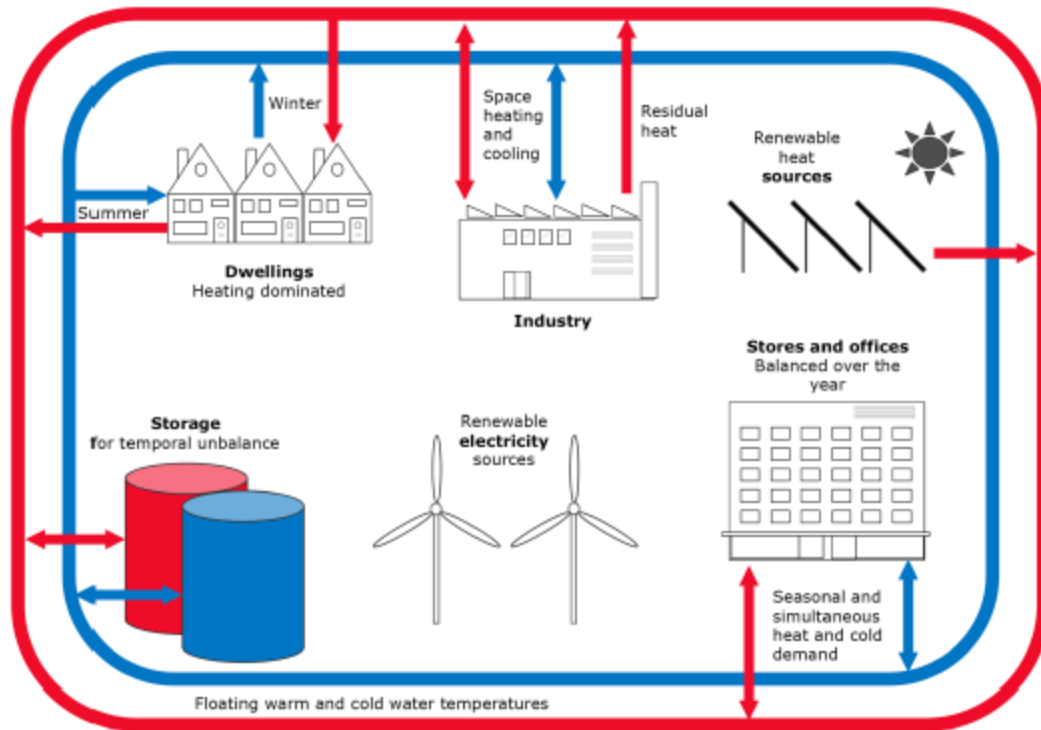 Winter
Summer
Dwellings
Heating dominated
Space
heating
and
cooling
Residual
heat
Industry
Renewable
heat
sources
Stores and offices
Balanced over the
year
Storage
for temporal unbalance
Renewable
electricity
sources
Seasonal and
simultaneous
heat and cold
demand
Floating warm and cold water temperatures